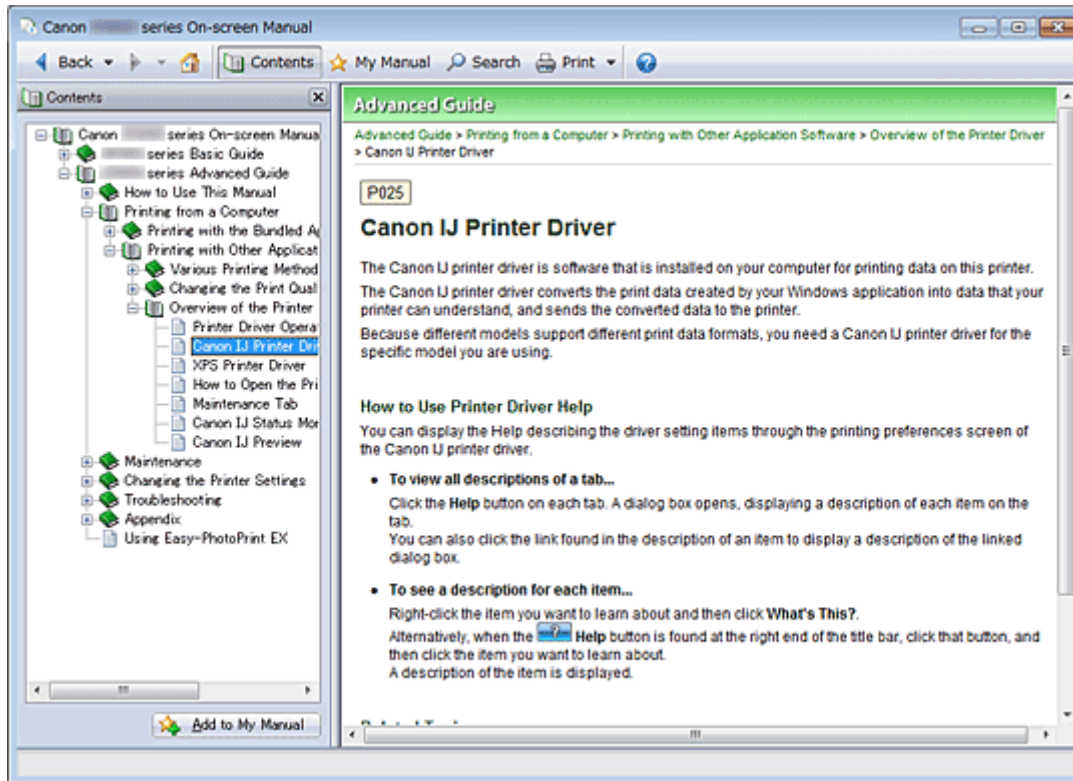 Canon series On-screen Manual
Back Contents My Manual Search Print
Contents
Canon series On-screen Manua
series Basic Guide
series Advanced Guide
How to Use This Manual
Printing from a Computer
Printing with the Bundled A
Printing with Other Applicat
Various Printing Method
Changing the Print Qual
Overview of the Printer
Printer Driver Opera
Canon IJ Printer Dri
XPS Printer Driver
How to Open the Pri
Maintenance Tab
Canon IJ Status Mor
Canon IJ Preview
Maintenance
Changing the Printer Settings
Troubleshooting
Appendix
Using Easy-PhotoPrint EX
Add to My Manual
Advanced Guide
Advanced Guide > Printing from a Computer > Printing with Other Application Software > Overview of the Printer Driver
> Canon IJ Printer Driver
P025
Canon IJ Printer Driver
The Canon IJ printer driver is software that is installed on your computer for printing data on this printer.
The Canon IJ printer driver converts the print data created by your Windows application into data that your
printer can understand, and sends the converted data to the printer.
Because different models support different print data formats, you need a Canon IJ printer driver for the
specific model you are using.
How to Use Printer Driver Help
You can display the Help describing the driver setting items through the printing preferences screen of
the Canon IJ printer driver.
To view all descriptions of a tab...
Click the Help button on each tab. A dialog box opens, displaying a description of each item on the
tab.
You can also click the link found in the description of an item to display a description of the linked
dialog box.
To see a description for each item...
Right-click the item you want to learn about and then click What's This?.
Alternatively, when the Help button is found at the right end of the title bar, click that button, and
then click the item you want to learn about.
A description of the item is displayed.